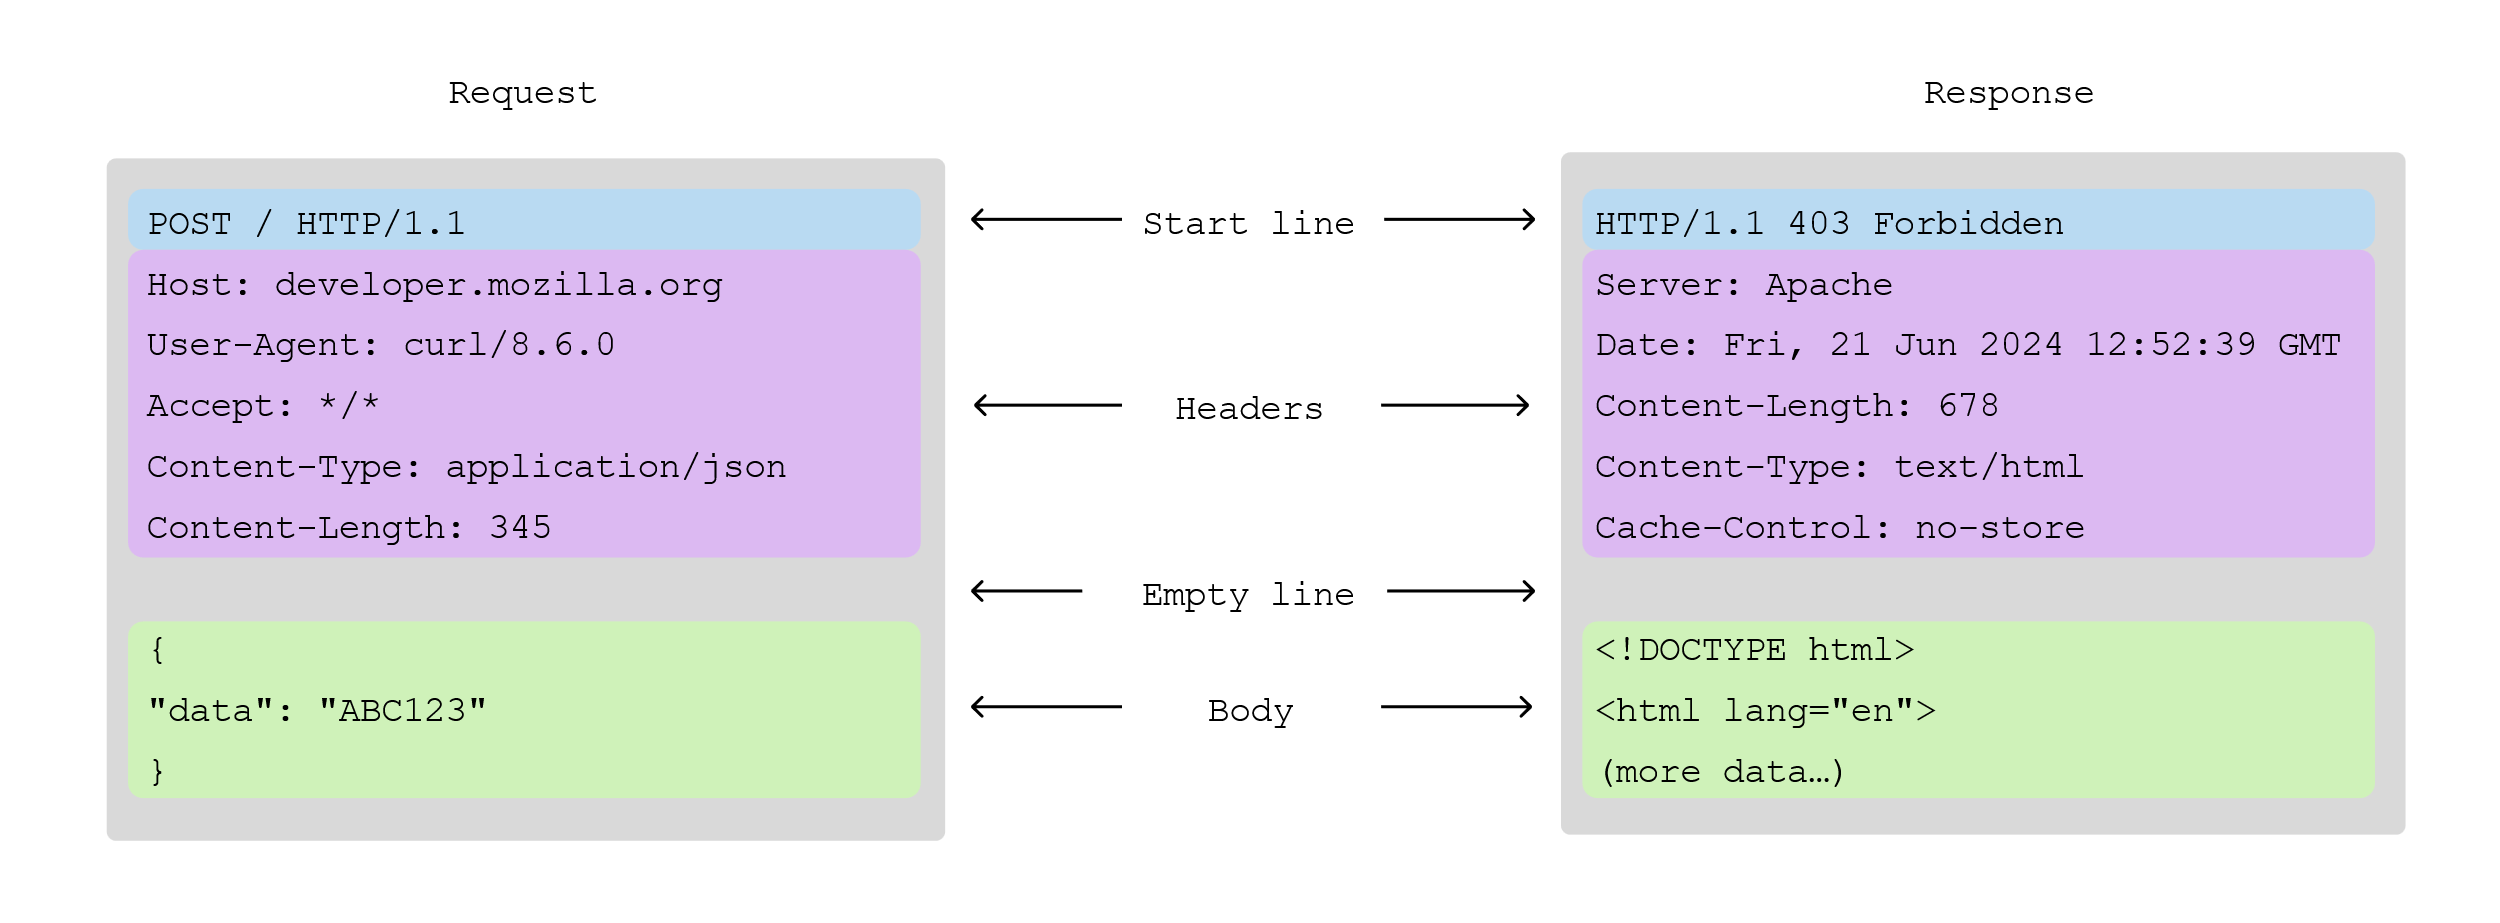 Request
POST / HTTP/1.1
Host: developer.mozilla.org
User-Agent: curl/8.6.0
Accept: */*
Content-Type: application/json
Content-Length: 345
{
"data": "ABC123"
}
Start line
Headers
Empty line
Body
Response
HTTP/1.1 403 Forbidden
Server: Apache
Date: Fri, 21 Jun 2024 12:52:39 GMT
Content-Length: 678
Content-Type: text/html
Cache-Control: no-store
<!DOCTYPE html>
<html lang="en">
(more data…)